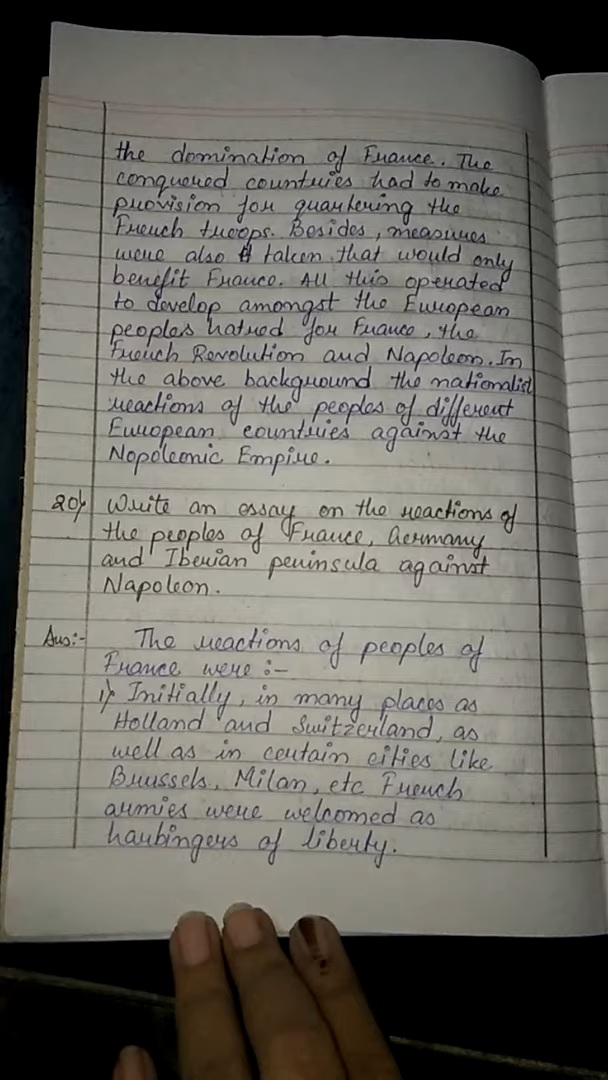 the domination of France. The
conquered countries had to make
provision for quartering the
French troops. Besides, measures
were also taken that would only
benefit France. All this operated
to develop amongst the European
peoples hatred for France, the
French Revolution and Napoleon. In
the above background the nationalist
reactions of the peoples of different
European countries against the
Nopoleonic Empire.
20) Write an essay on the reactions of
the peoples of France, Germany
and Iberian peninsula against
Napoleon.
Ans:- The reactions of peoples of
France were :-
i) Initially, in many places as
Holland and Switzerland, as
well as in certain cities like
Brussels, Milan, etc French
armies were welcomed as
harbingers of liberty.